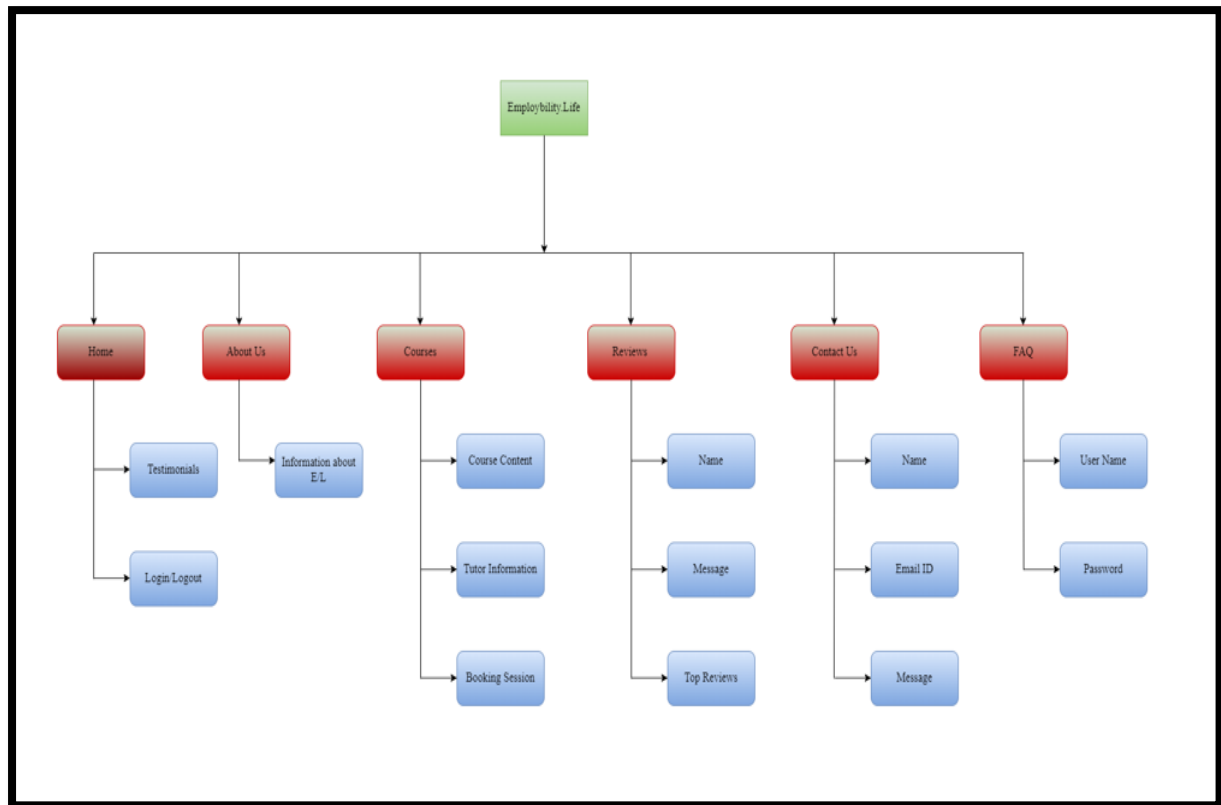 Employbility.Life
Home
About Us
Courses
Reviews
Contact Us
FAQ
Testimonials
Information about
E/L
Course Content
Name
Name
User Name
Login/Logout
Tutor Information
Message
Email ID
Password
Booking Session
Top Reviews
Message